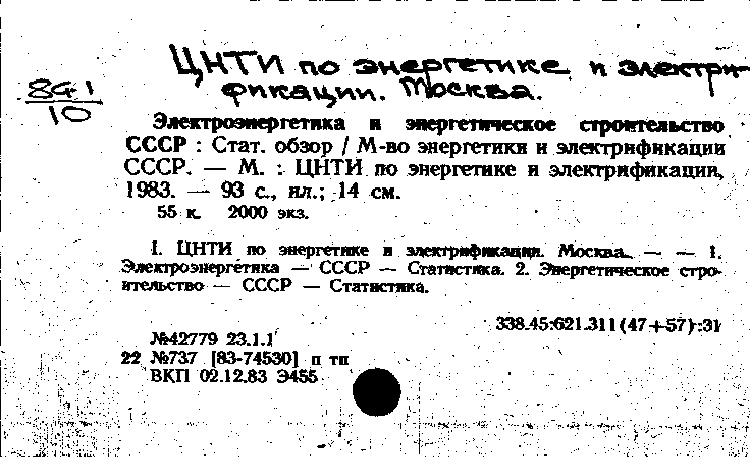 ЦНТИ по энергетике и электри-
фикации. Москва.
10
Электроэнергетика и энергетическое строительство
СССР : Стат. обзор / М-во энергетики и электрификации
СССР. — М. : ЦНТИ по энергетике и электрификации,
1983. — 93 с., ил.; 14 см.
55 к. 2000 экз.
1. ЦНТИ по энергетике и электрификации. Москва. — — 1.
Электроэнергетика — СССР — Статистика. 2. Энергетическое стро-
ительство — СССР — Статистика.
338.45:621.311(47+57):31
№42779 23.1.1
22 №737 [83-74530] п тп
ВКП 02.12.83 Э455